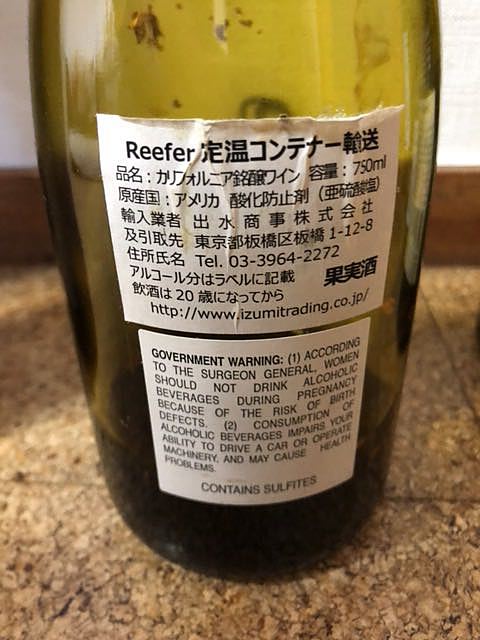 Reefer 定温コンテナー輸送
品名：カリフォルニア銘醸ワイン 容量：750ml
原産国：アメリカ 酸化防止剤（亜硫酸塩）
輸入業者 出水商事株式会社
及引取先 東京都板橋区板橋1-12-8
住所氏名 Tel. 03-3964-2272
アルコール分はラベルに記載 果実酒
飲酒は20歳になってから
http://www.izumitrading.co.jp/
GOVERNMENT WARNING: (1) ACCORDING
TO THE SURGEON GENERAL, WOMEN
SHOULD NOT DRINK ALCOHOLIC
BEVERAGES DURING PREGNANCY
BECAUSE OF THE RISK OF BIRTH
DEFECTS. (2) CONSUMPTION OF
ALCOHOLIC BEVERAGES IMPAIRS YOUR
ABILITY TO DRIVE A CAR OR OPERATE
MACHINERY, AND MAY CAUSE HEALTH
PROBLEMS.
CONTAINS SULFITES